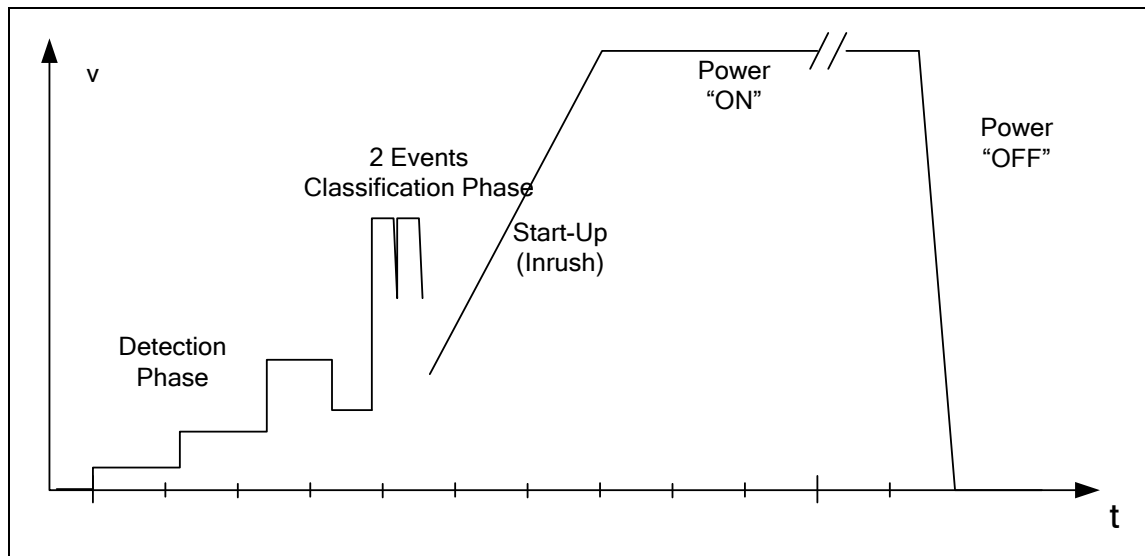 v
2 Events
Classification Phase
Detection
Phase
Start-Up
(Inrush)
Power
“ON”
Power
“OFF”
t